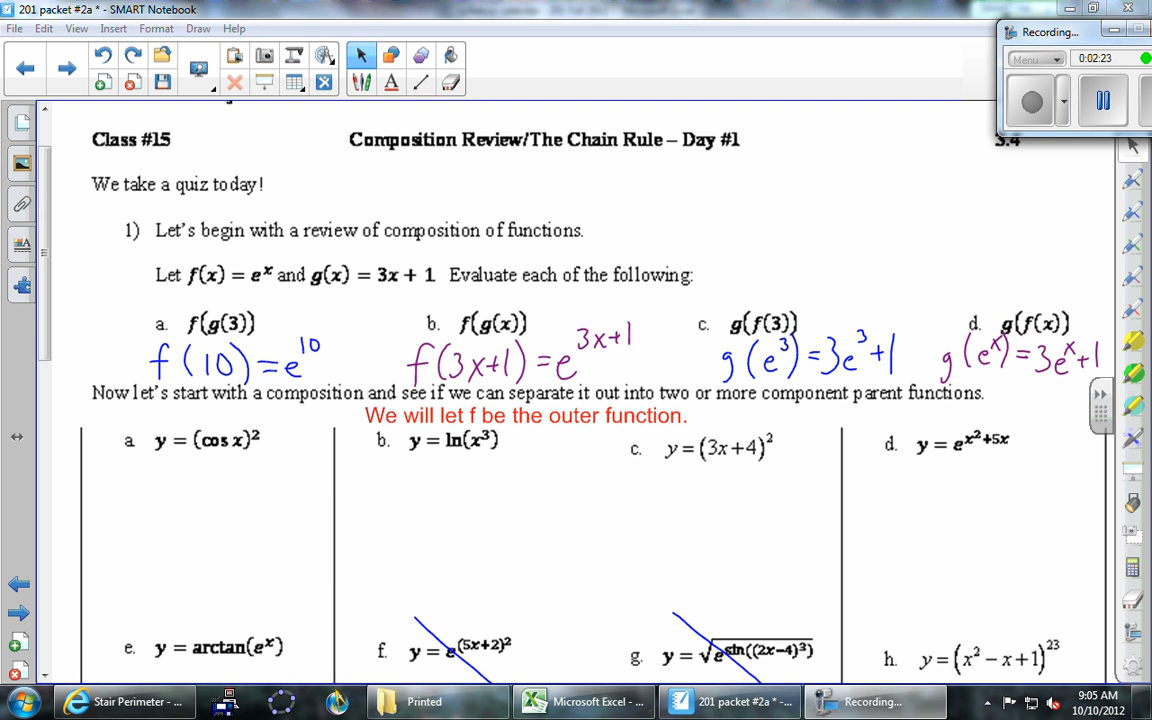 201 packet #2a * - SMART Notebook
File Edit View Insert Format Draw Help
Recording...
Menu 0:02:23
Class #15 Composition Review/The Chain Rule – Day #1 3.4
We take a quiz today!
1) Let's begin with a review of composition of functions.
Let f(x) = e^x and g(x) = 3x + 1 Evaluate each of the following:
a. f(g(3)) b. f(g(x)) c. g(f(3)) d. g(f(x))
f(10) = e^10 f(3x+1) = e^3x+1 g(e^3) = 3e^3+1 g(e^x) = 3e^x+1
Now let's start with a composition and see if we can separate it out into two or more component parent functions.
We will let f be the outer function.
a. y = (cos x)² b. y = ln(x³) c. y = (3x+4)² d. y = e^x²+5x
e. y = arctan(e^x) f. y = e^(5x+2)² g. y = √e^sin((2x−4)³) h. y = (x² − x + 1)^23
Stair Perimeter - ... Printed Microsoft Excel - ... 201 packet #2a *-... Recording... 9:05 AM
10/10/2012